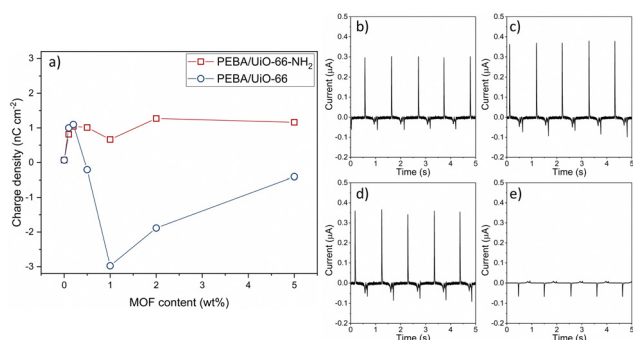 a)
PEBA/UiO-66-NH2
PEBA/UiO-66
3
2
1
0
-1
-2
-3
Charge density (nC cm-2)
0 1 2 3 4 5
MOF content (wt%)
b)
0.5
0.4
0.3
0.2
0.1
0.0
-0.1
-0.2
Current (µA)
0 1 2 3 4 5
Time (s)
c)
0.5
0.4
0.3
0.2
0.1
0.0
-0.1
-0.2
Current (µA)
0 1 2 3 4 5
Time (s)
d)
0.5
0.4
0.3
0.2
0.1
0.0
-0.1
-0.2
Current (µA)
0 1 2 3 4 5
Time (s)
e)
0.5
0.4
0.3
0.2
0.1
0.0
-0.1
-0.2
Current (µA)
0 1 2 3 4 5
Time (s)